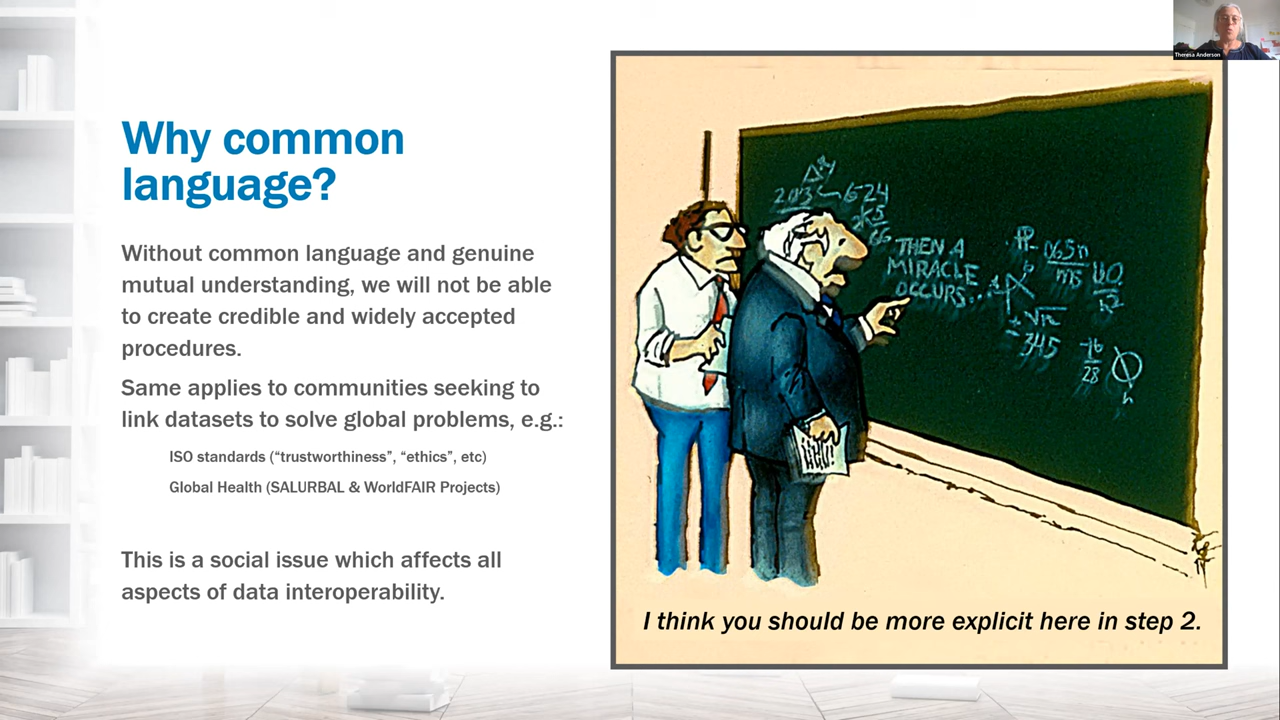 Why common
language?
Without common language and genuine
mutual understanding, we will not be able
to create credible and widely accepted
procedures.
Same applies to communities seeking to
link datasets to solve global problems, e.g.:
ISO standards (“trustworthiness”, “ethics”, etc)
Global Health (SALURBAL & WorldFAIR Projects)
This is a social issue which affects all
aspects of data interoperability.
Theresa Anderson
THEN A
MIRACLE
OCCURS...
345
28
I think you should be more explicit here in step 2.